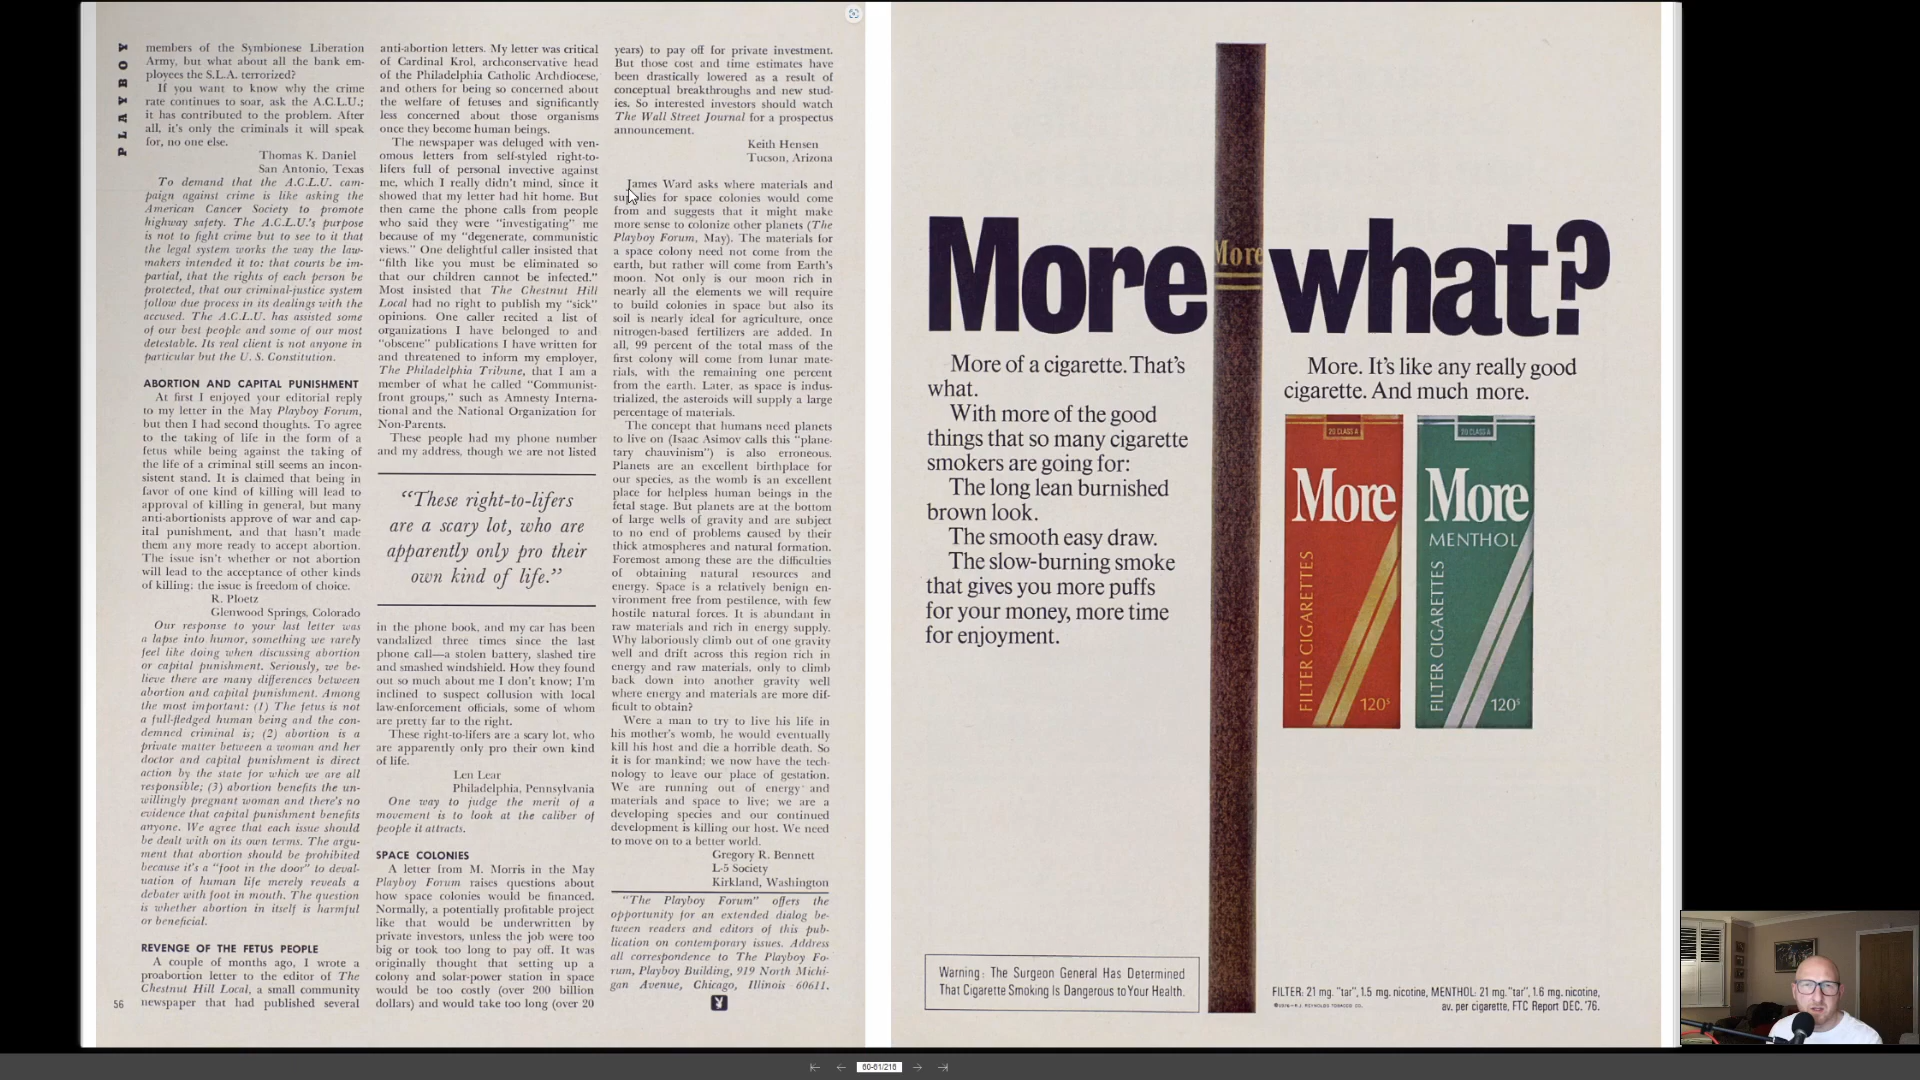 PLAYBOY
members of the Symbionese Liberation
Army, but what about all the bank em-
ployees the S.L.A. terrorized?
If you want to know why the crime
rate continues to soar, ask the A.C.L.U.;
it has contributed to the problem. After
all, it's only the criminals it will speak
for, no one else.
Thomas K. Daniel
San Antonio, Texas
To demand that the A.C.L.U. cam-
paign against crime is like asking the
American Cancer Society to promote
highway safety. The A.C.L.U.'s purpose
is not to fight crime but to see to it that
the legal system works the way the law-
makers intended it to: that courts be im-
partial, that the rights of each person be
protected, that our criminal-justice system
follow due process in its dealings with the
accused. The A.C.L.U. has assisted some
of our best people and some of our most
detestable. Its real client is not anyone in
particular but the U. S. Constitution.
ABORTION AND CAPITAL PUNISHMENT
At first I enjoyed your editorial reply
to my letter in the May Playboy Forum,
but then I had second thoughts. To agree
to the taking of life in the form of a
fetus while being against the taking of
the life of a criminal still seems an incon-
sistent stand. It is claimed that being in
favor of one kind of killing will lead to
approval of killing in general, but many
anti-abortionists approve of war and cap-
ital punishment, and that hasn't made
them any more ready to accept abortion.
The issue isn't whether or not abortion
will lead to the acceptance of other kinds
of killing; the issue is freedom of choice.
R. Ploetz
Glenwood Springs, Colorado
Our response to your last letter was
a lapse into humor, something we rarely
feel like doing when discussing abortion
or capital punishment. Seriously, we be-
lieve there are many differences between
abortion and capital punishment. Among
the most important: (1) The fetus is not
a full-fledged human being and the con-
demned criminal is; (2) abortion is a
private matter between a woman and her
doctor and capital punishment is direct
action by the state for which we are all
responsible; (3) abortion benefits the un-
willingly pregnant woman and there's no
evidence that capital punishment benefits
anyone. We agree that each issue should
be dealt with on its own terms. The argu-
ment that abortion should be prohibited
because it's a "foot in the door" to deval-
uation of human life merely reveals a
debater with foot in mouth. The question
is whether abortion in itself is harmful
or beneficial.
REVENGE OF THE FETUS PEOPLE
A couple of months ago, I wrote a
proabortion letter to the editor of The
Chestnut Hill Local, a small community
newspaper that had published several
56
anti-abortion letters. My letter was critical
of Cardinal Krol, archconservative head
of the Philadelphia Catholic Archdiocese,
and others for being so concerned about
the welfare of fetuses and significantly
less concerned about those organisms
once they become human beings.
The newspaper was deluged with ven-
omous letters from self-styled right-to-
lifers full of personal invective against
me, which I really didn't mind, since it
showed that my letter had hit home. But
then came the phone calls from people
who said they were "investigating" me
because of my "degenerate, communistic
views." One delightful caller insisted that
"filth like you must be eliminated so
that our children cannot be infected."
Most insisted that The Chestnut Hill
Local had no right to publish my "sick"
opinions. One caller recited a list of
organizations I have belonged to and
"obscene" publications I have written for
and threatened to inform my employer,
The Philadelphia Tribune, that I am a
member of what he called "Communist-
front groups," such as Amnesty Interna-
tional and the National Organization for
Non-Parents.
These people had my phone number
and my address, though we are not listed
"These right-to-lifers
are a scary lot, who are
apparently only pro their
own kind of life."
in the phone book, and my car has been
vandalized three times since the last
phone call—a stolen battery, slashed tire
and smashed windshield. How they found
out so much about me I don't know; I'm
inclined to suspect collusion with local
law-enforcement officials, some of whom
are pretty far to the right.
These right-to-lifers are a scary lot, who
are apparently only pro their own kind
of life.
Len Lear
Philadelphia, Pennsylvania
One way to judge the merit of a
movement is to look at the caliber of
people it attracts.
SPACE COLONIES
A letter from M. Morris in the May
Playboy Forum raises questions about
how space colonies would be financed.
Normally, a potentially profitable project
like that would be underwritten by
private investors, unless the job were too
big or took too long to pay off. It was
originally thought that setting up a
colony and solar-power station in space
would be too costly (over 200 billion
dollars) and would take too long (over 20
years) to pay off for private investment.
But those cost and time estimates have
been drastically lowered as a result of
conceptual breakthroughs and new stud-
ies. So interested investors should watch
The Wall Street Journal for a prospectus
announcement.
Keith Hensen
Tucson, Arizona
James Ward asks where materials and
supplies for space colonies would come
from and suggests that it might make
more sense to colonize other planets (The
Playboy Forum, May). The materials for
a space colony need not come from the
earth, but rather will come from Earth's
moon. Not only is our moon rich in
nearly all the elements we will require
to build colonies in space but also its
soil is nearly ideal for agriculture, once
nitrogen-based fertilizers are added. In
all, 99 percent of the total mass of the
first colony will come from lunar mate-
rials, with the remaining one percent
from the earth. Later, as space is indus-
trialized, the asteroids will supply a large
percentage of materials.
The concept that humans need planets
to live on (Isaac Asimov calls this "plane-
tary chauvinism") is also erroneous.
Planets are an excellent birthplace for
our species, as the womb is an excellent
place for helpless human beings in the
fetal stage. But planets are at the bottom
of large wells of gravity and are subject
to no end of problems caused by their
thick atmospheres and natural formation.
Foremost among these are the difficulties
of obtaining natural resources and
energy. Space is a relatively benign en-
vironment free from pestilence, with few
hostile natural forces. It is abundant in
raw materials and rich in energy supply.
Why laboriously climb out of one gravity
well and drift across this region rich in
energy and raw materials, only to climb
back down into another gravity well
where energy and materials are more dif-
ficult to obtain?
Were a man to try to live his life in
his mother's womb, he would eventually
kill his host and die a horrible death. So
it is for mankind; we now have the tech-
nology to leave our place of gestation.
We are running out of energy and
materials and space to live; we are a
developing species and our continued
development is killing our host. We need
to move on to a better world.
Gregory R. Bennett
L-5 Society
Kirkland, Washington
"The Playboy Forum" offers the
opportunity for an extended dialog be-
tween readers and editors of this pub-
lication on contemporary issues. Address
all correspondence to The Playboy Fo-
rum, Playboy Building, 919 North Michi-
gan Avenue, Chicago, Illinois 60611.
More what?
More
More of a cigarette. That's
what.
With more of the good
things that so many cigarette
smokers are going for:
The long lean burnished
brown look.
The smooth easy draw.
The slow-burning smoke
that gives you more puffs
for your money, more time
for enjoyment.
More. It's like any really good
cigarette. And much more.
20 CLASS A
More
FILTER CIGARETTES
120s
20 CLASS A
More
MENTHOL
FILTER CIGARETTES
120s
Warning: The Surgeon General Has Determined
That Cigarette Smoking Is Dangerous to Your Health.
FILTER: 21 mg. "tar", 1.5 mg. nicotine, MENTHOL: 21 mg. "tar", 1.6 mg. nicotine,
av. per cigarette, FTC Report DEC. '76.
60-61/216